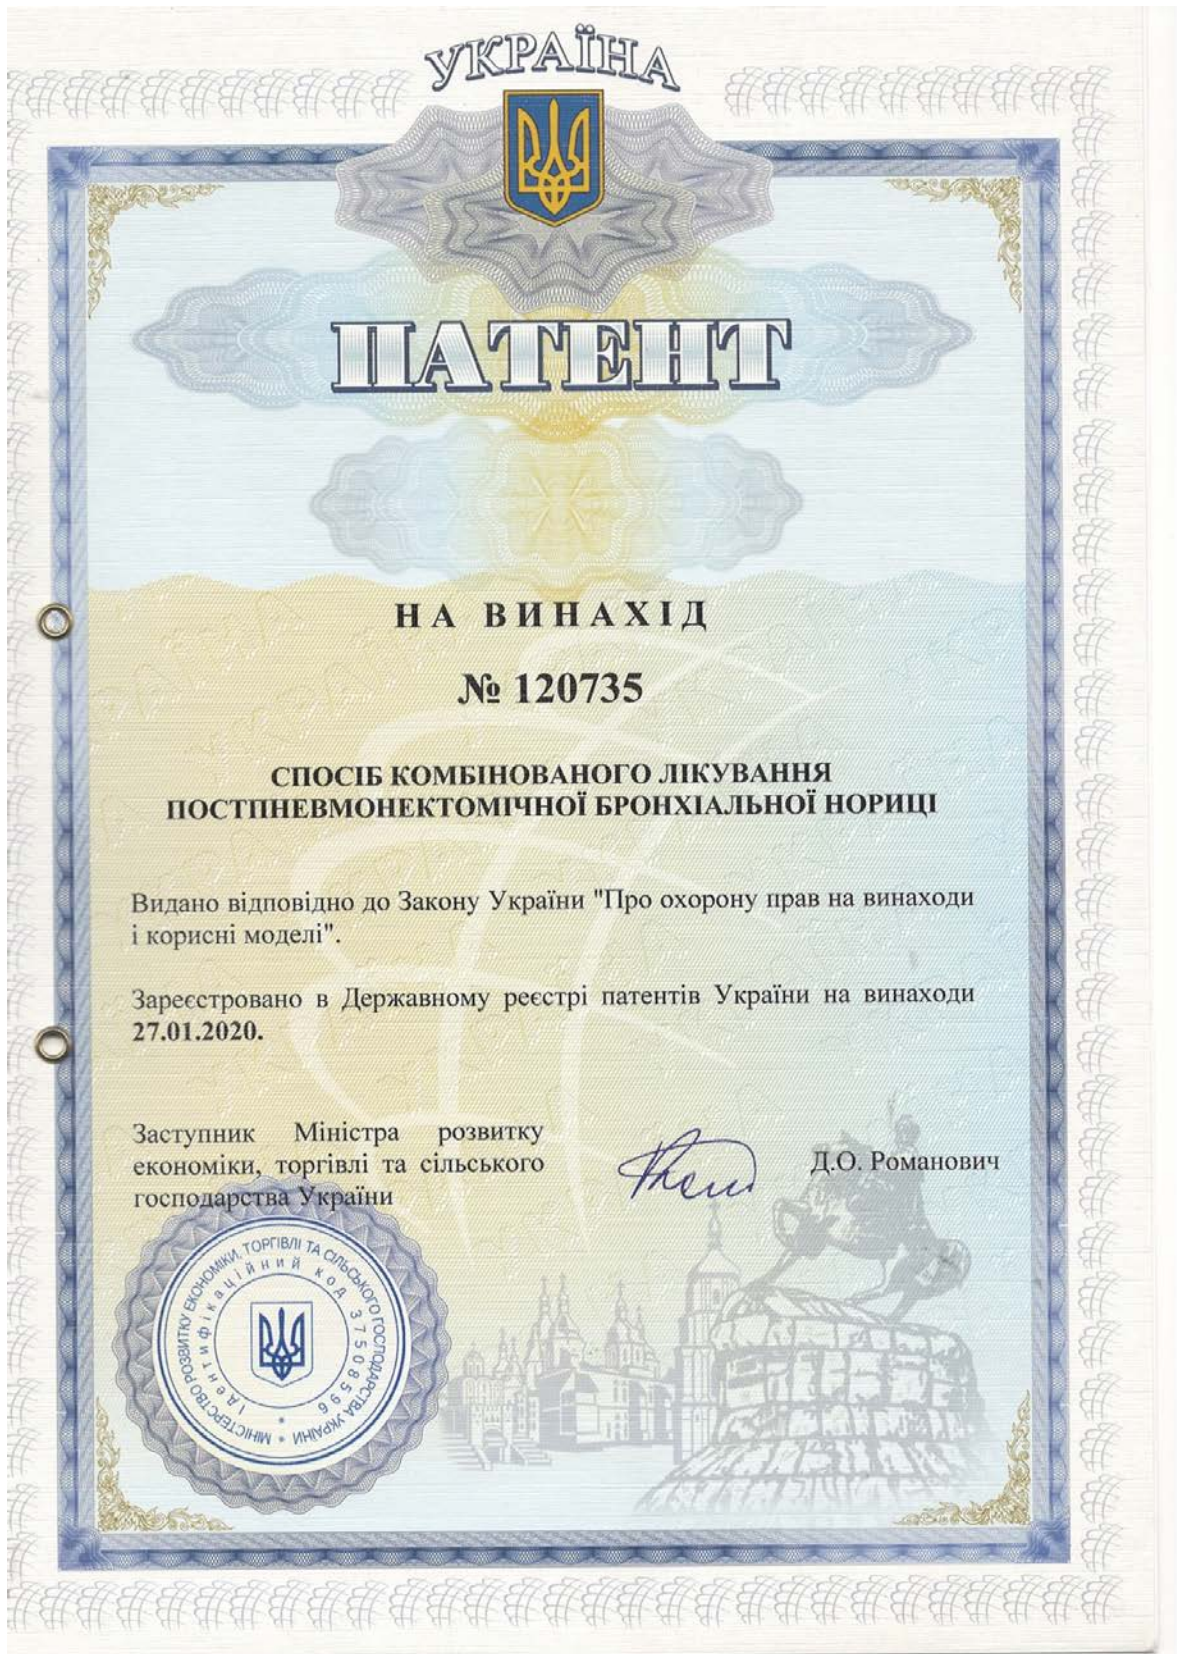 УКРАЇНА
ПАТЕНТ
НА ВИНАХІД
№ 120735
СПОСІБ КОМБІНОВАНОГО ЛІКУВАННЯ
ПОСТПНЕВМОНЕКТОМІЧНОЇ БРОНХІАЛЬНОЇ НОРИЦІ
Видано відповідно до Закону України "Про охорону прав на винаходи
і корисні моделі".
Зареєстровано в Державному реєстрі патентів України на винаходи
27.01.2020.
Заступник Міністра розвитку
економіки, торгівлі та сільського
господарства України
Д.О. Романович
МІНІСТЕРСТВО РОЗВИТКУ ЕКОНОМІКИ, ТОРГІВЛІ ТА СІЛЬСЬКОГО ГОСПОДАРСТВА УКРАЇНИ *
Ідентифікаційний код 37508596 *